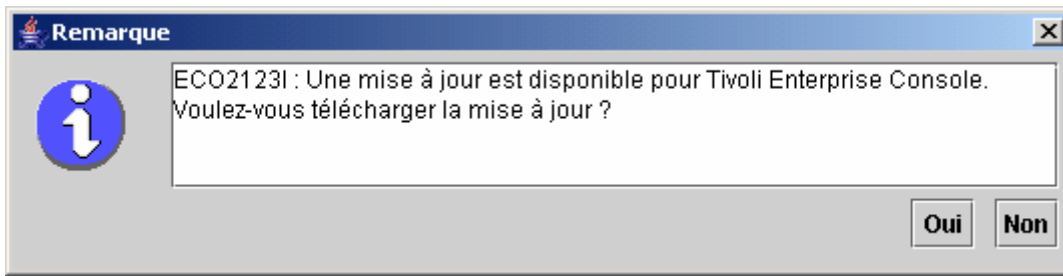 Remarque
ECO2123I : Une mise à jour est disponible pour Tivoli Enterprise Console.
Voulez-vous télécharger la mise à jour ?
Oui Non